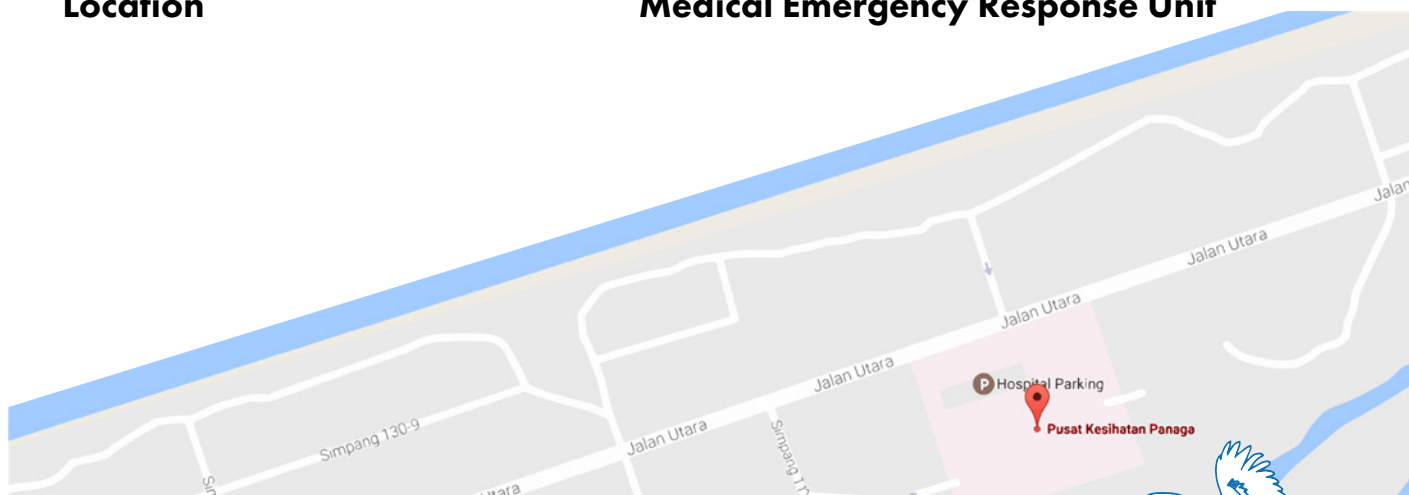 Location
Medical Emergency Response Unit
Jalan
Jalan Utara
Jalan Utara
Jalan Utara
P Hospital Parking
Pusat Kesihatan Panaga
Simpang 130-9
Jalan Utara
Simpang